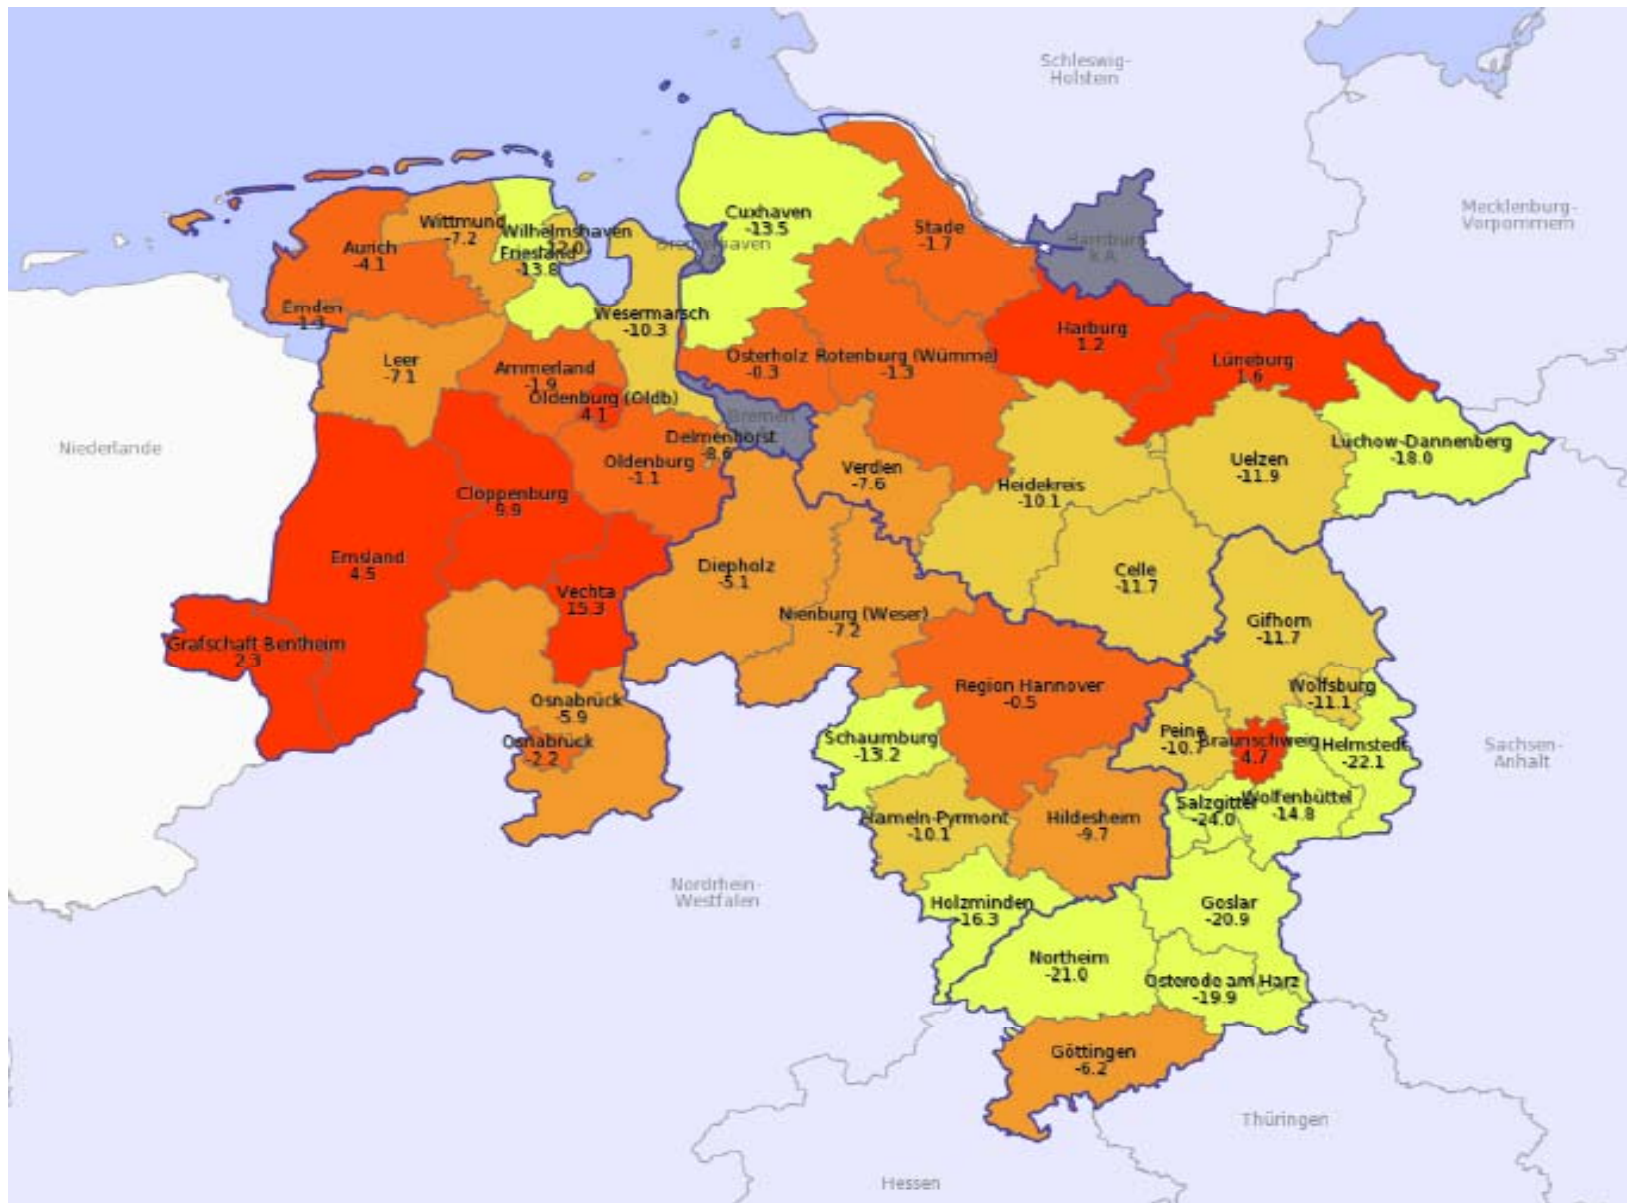 Schleswig-
Holstein
Mecklenburg-
Vorpommern
Cuxhaven
-13.5
Wittmund
-7.2
Wilhelmshaven
-12.0
Friesland
-13.8
Aurich
-4.1
Stade
-1.7
Hamburg
k.A.
Emden
-1.3
Wesermarsch
-10.3
Harburg
1.2
Lüneburg
1.6
Leer
-7.1
Ammerland
-1.9
Osterholz
-0.3
Rotenburg (Wümme)
-1.3
Oldenburg (Oldb)
4.1
Bremen
Delmenhorst
-8.6
Niederlande
Oldenburg
-1.1
Verden
-7.6
Heidekreis
-10.1
Uelzen
-11.9
Lüchow-Dannenberg
-18.0
Cloppenburg
9.9
Emsland
4.5
Vechta
15.3
Diepholz
-5.1
Celle
-11.7
Nienburg (Weser)
-7.2
Gifhorn
-11.7
Grafschaft Bentheim
2.3
Region Hannover
-0.5
Wolfsburg
-11.1
Osnabrück
-5.9
Osnabrück
-2.2
Schaumburg
-13.2
Peine
-10.7
Braunschweig
4.7
Helmstedt
-22.1
Sachsen-
Anhalt
Hameln-Pyrmont
-10.1
Hildesheim
-9.7
Salzgitter
-24.0
Wolfenbüttel
-14.8
Nordrhein-
Westfalen
Holzminden
-16.3
Goslar
-20.9
Northeim
-21.0
Osterode am Harz
-19.9
Göttingen
-6.2
Thüringen
Hessen